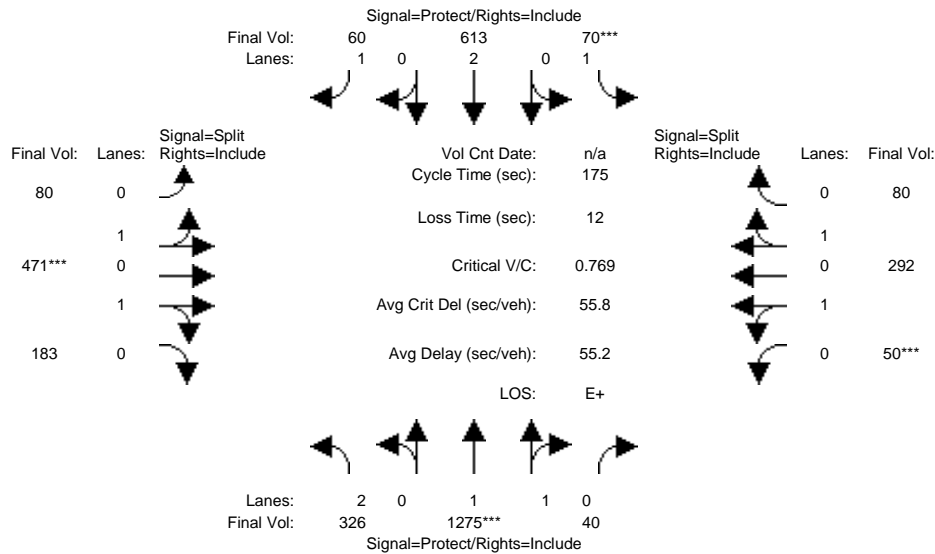 Signal=Protect/Rights=Include
Final Vol: 60 613 70***
Lanes: 1 0 2 0 1
Signal=Split
Final Vol: Lanes: Rights=Include
Vol Cnt Date: n/a
Signal=Split
Rights=Include Lanes: Final Vol:
Cycle Time (sec): 175
80 0
0 80
Loss Time (sec): 12
1
1
471*** 0
Critical V/C: 0.769
0 292
1
Avg Crit Del (sec/veh): 55.8
1
183 0
Avg Delay (sec/veh): 55.2
0 50***
LOS: E+
Lanes: 2 0 1 1 0
Final Vol: 326 1275*** 40
Signal=Protect/Rights=Include